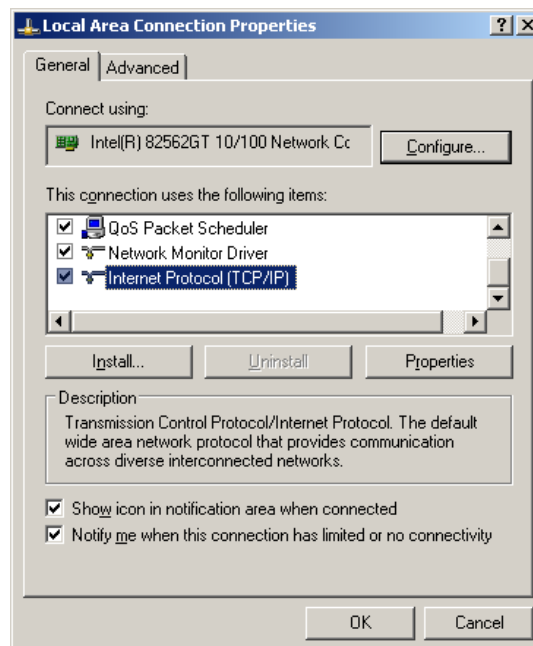 Local Area Connection Properties
General
Advanced
Connect using:
Intel(R) 82562GT 10/100 Network Cc
Configure...
This connection uses the following items:
QoS Packet Scheduler
Network Monitor Driver
Internet Protocol (TCP/IP)
Install...
Uninstall
Properties
Description
Transmission Control Protocol/Internet Protocol. The default
wide area network protocol that provides communication
across diverse interconnected networks.
Show icon in notification area when connected
Notify me when this connection has limited or no connectivity
OK
Cancel